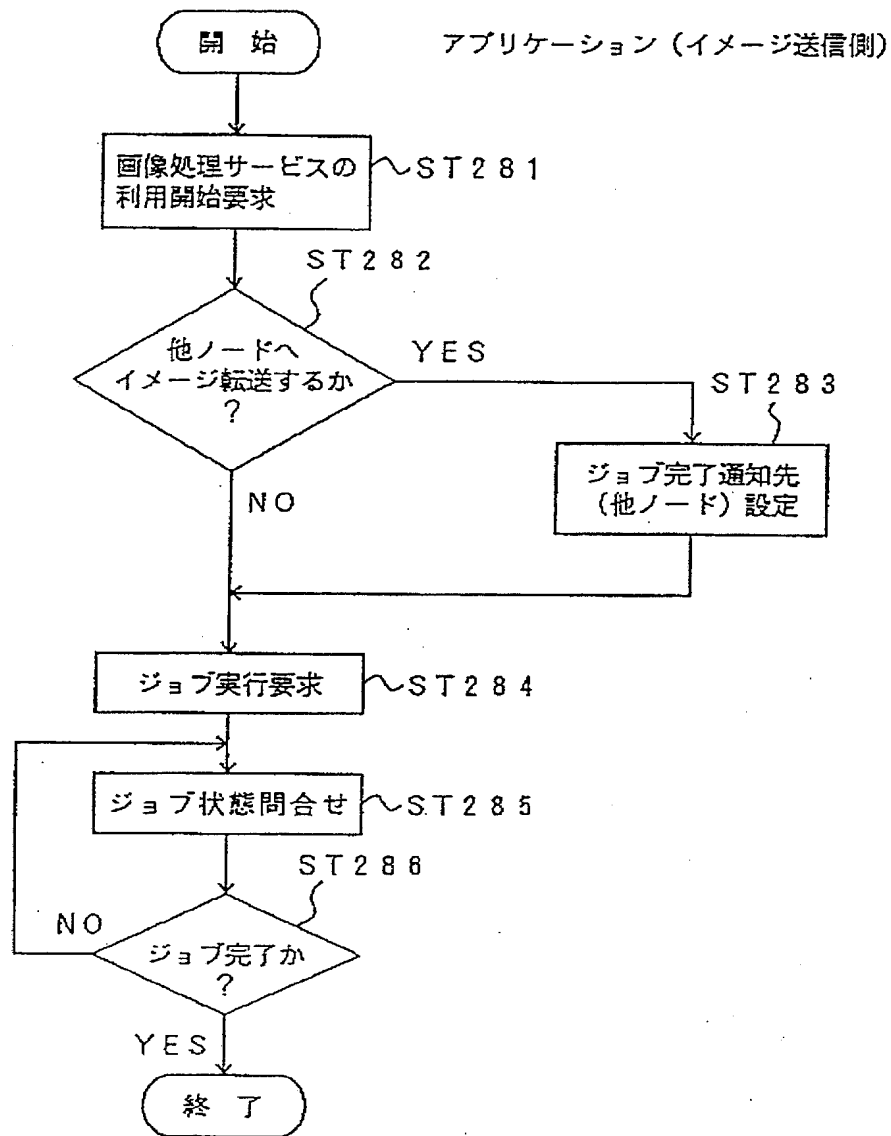 開 始
アプリケーション（イメージ送信側）
画像処理サービスの
利用開始要求
ST281
ST282
他ノードへ
イメージ転送するか
？
YES
ST283
ジョブ完了通知先
（他ノード）設定
NO
ジョブ実行要求
ST284
ジョブ状態問合せ
ST285
ST286
NO
ジョブ完了か
？
YES
終 了